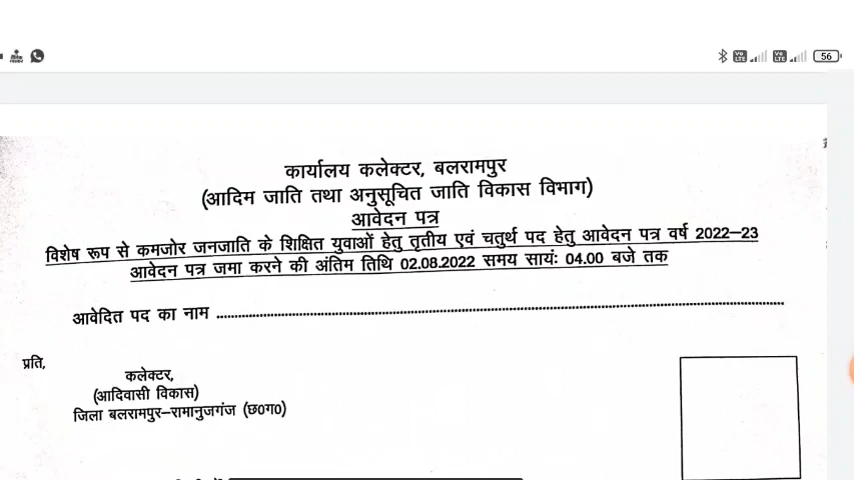 56
कार्यालय कलेक्टर, बलरामपुर
(आदिम जाति तथा अनुसूचित जाति विकास विभाग)
आवेदन पत्र
विशेष रूप से कमजोर जनजाति के शिक्षित युवाओं हेतु तृतीय एवं चतुर्थ पद हेतु आवेदन पत्र वर्ष 2022–23
आवेदन पत्र जमा करने की अंतिम तिथि 02.08.2022 समय सायंः 04.00 बजे तक
आवेदित पद का नाम ........................................................................
प्रति,
कलेक्टर,
(आदिवासी विकास)
जिला बलरामपुर–रामानुजगंज (छ0ग0)